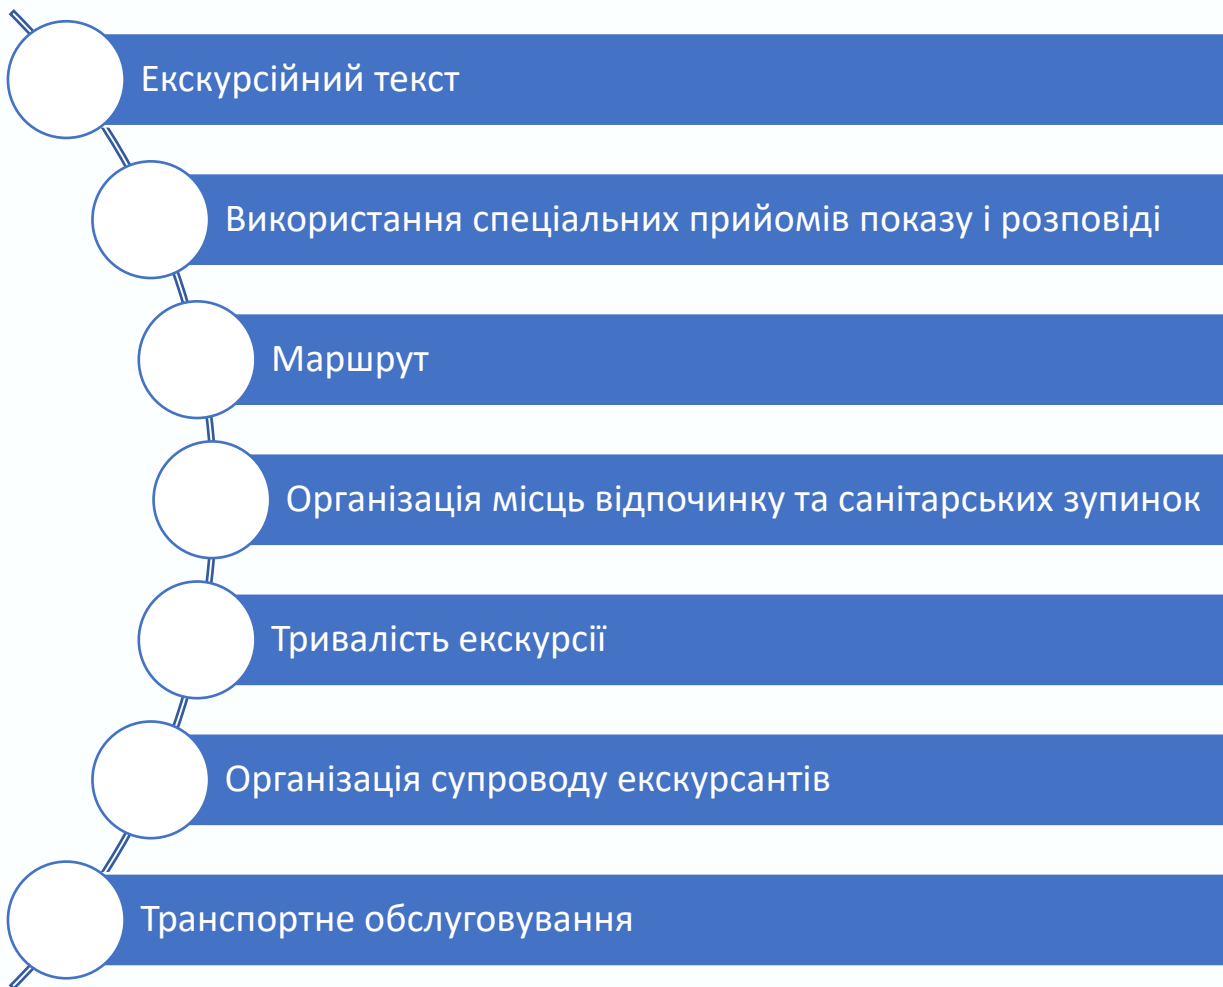 Екскурсійний текст
Використання спеціальних прийомів показу і розповіді
Маршрут
Організація місць відпочинку та санітарських зупинок
Тривалість екскурсії
Організація супроводу екскурсантів
Транспортне обслуговування